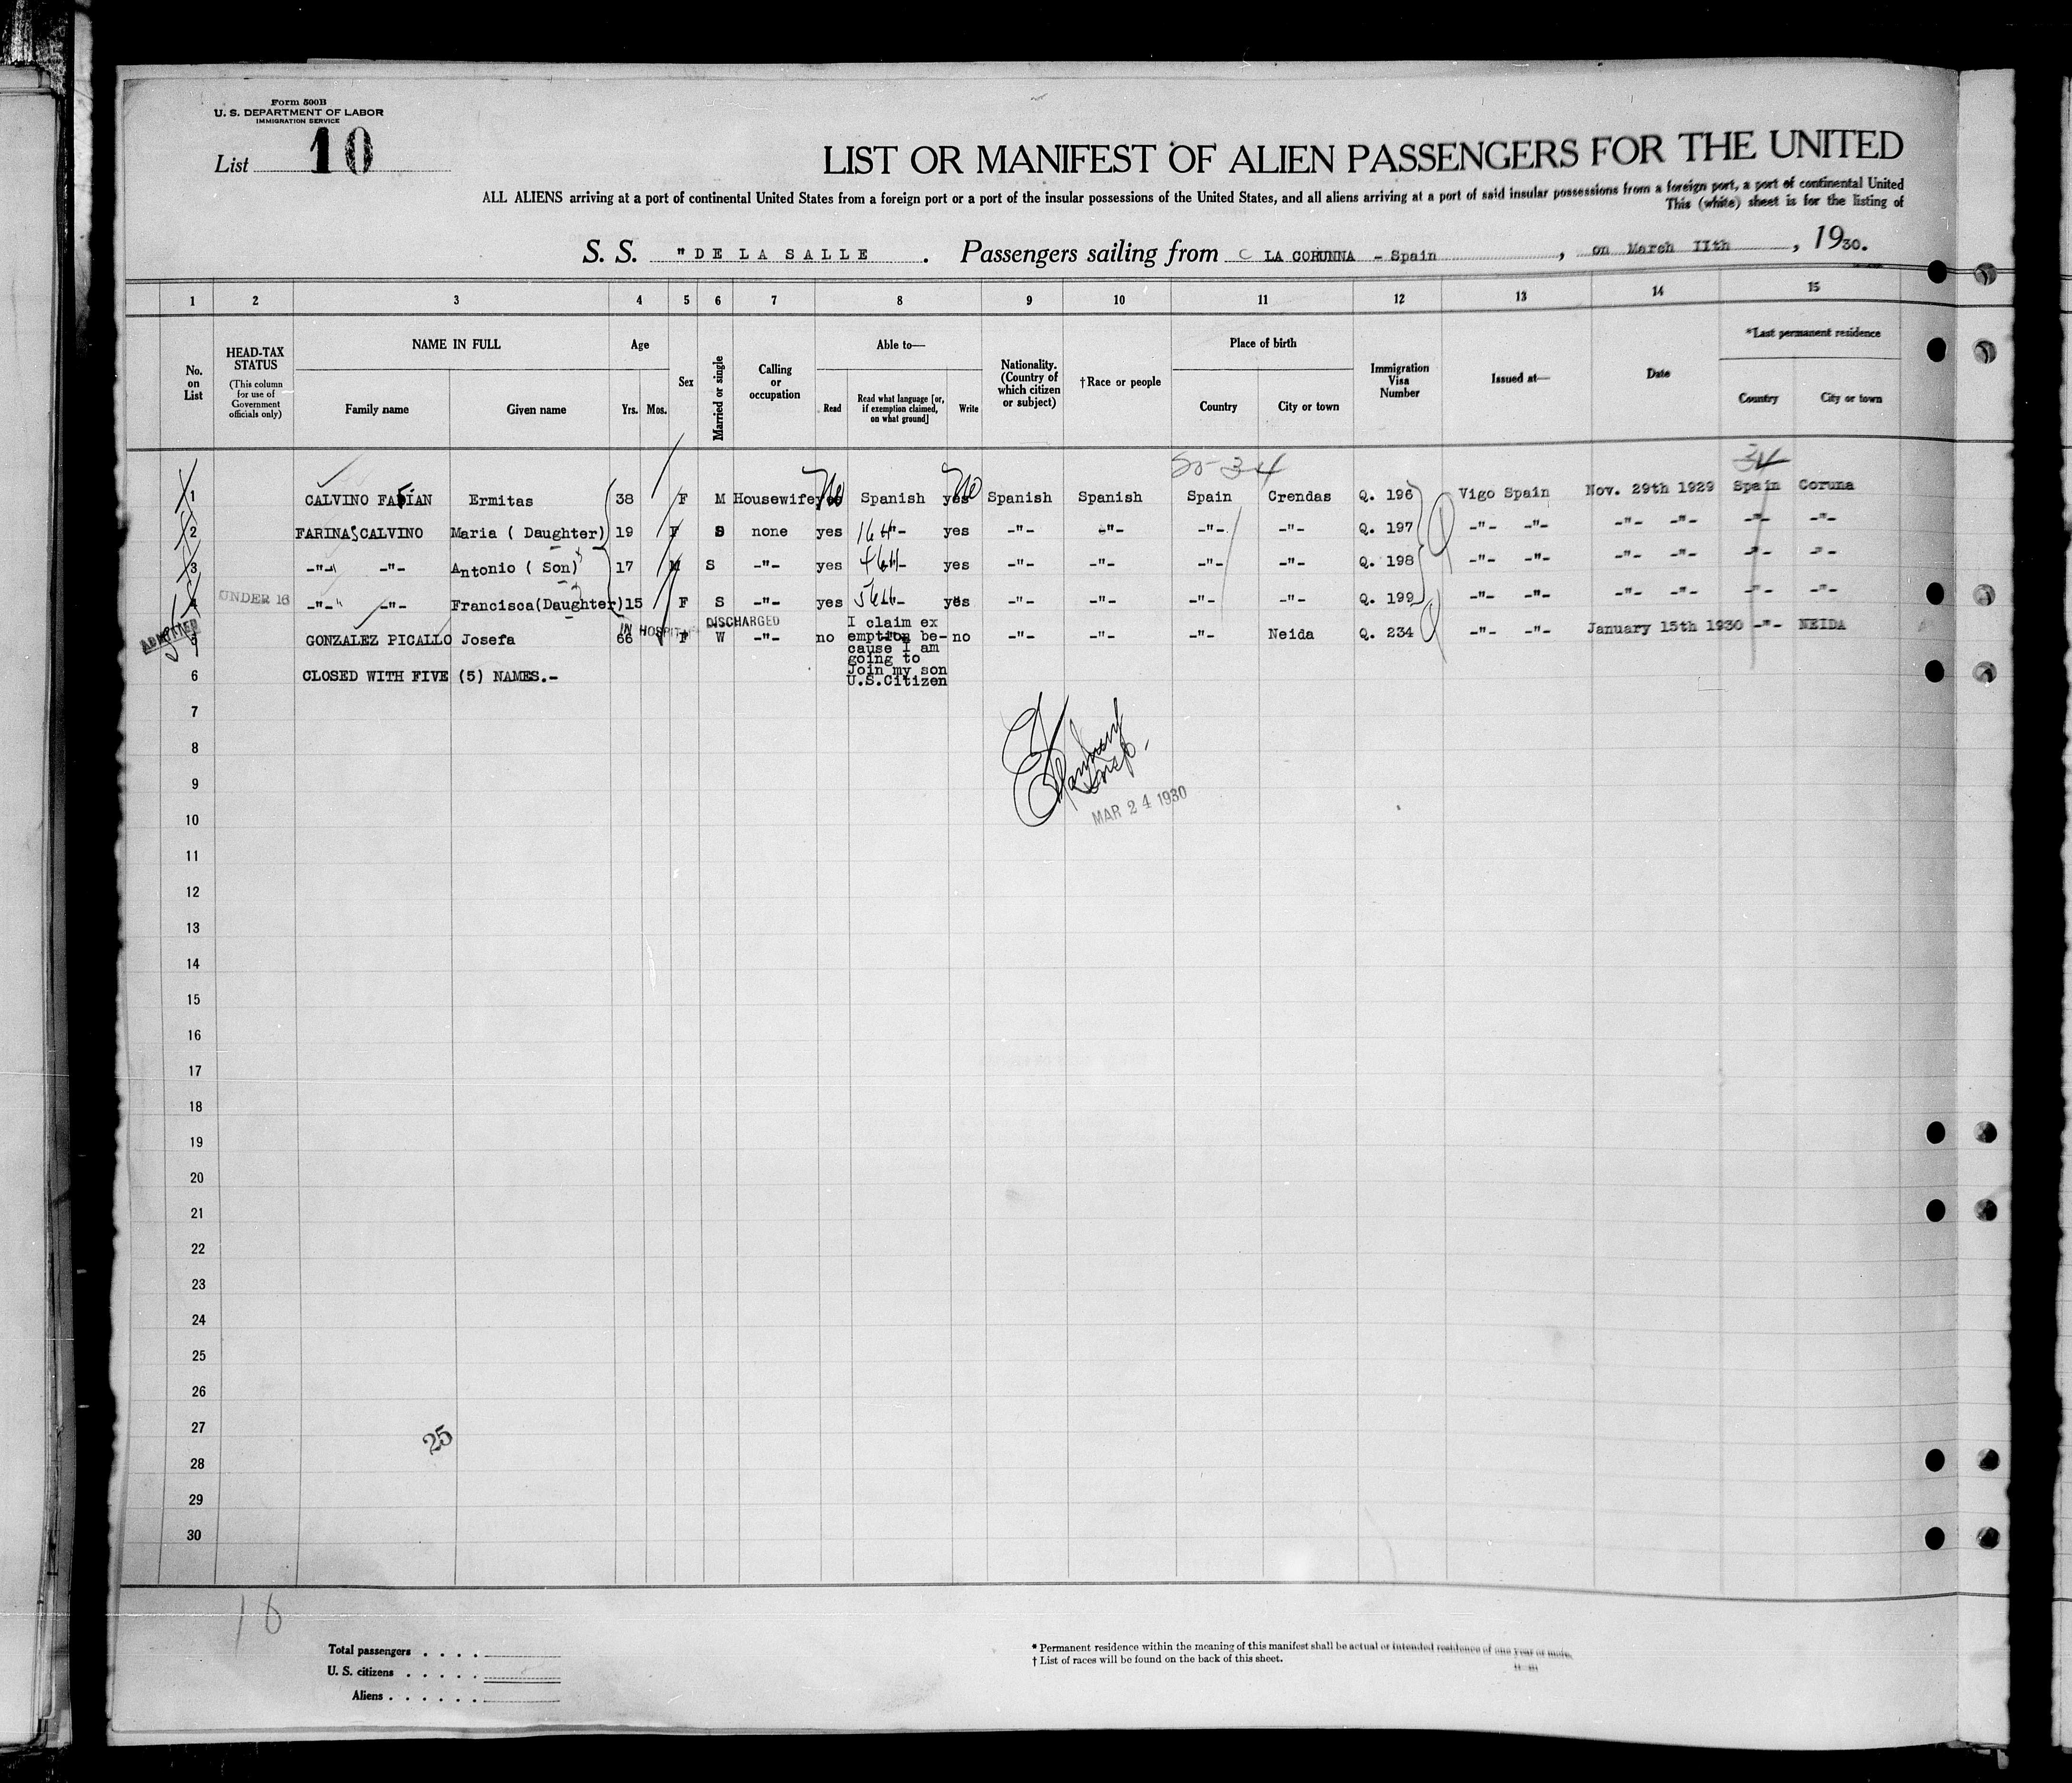 Form 500B
U. S. DEPARTMENT OF LABOR
IMMIGRATION SERVICE
List 10
LIST OR MANIFEST OF ALIEN PASSENGERS FOR THE UNITED
ALL ALIENS arriving at a port of continental United States from a foreign port or a port of the insular possessions of the United States, and all aliens arriving at a port of said insular possessions from a foreign port, a port of continental United
This (white) sheet is for the listing of
S. S. "DE LA SALLE . Passengers sailing from LA CORUNNA - Spain , on March IIth , 1930.
1 2 3 4 5 6 7 8 9 10 11 12 13 14 15
No. on List
HEAD-TAX STATUS
(This column for use of Government officials only)
NAME IN FULL
Family name Given name
Age
Yrs. Mos.
Sex
Married or single
Calling or occupation
Able to—
Read
Read what language [or, if exemption claimed, on what ground]
Write
Nationality. (Country of which citizen or subject)
†Race or people
Place of birth
Country City or town
Immigration Visa Number
Issued at—
Date
*Last permanent residence
Country City or town
34
1 CALVINO FABIAN Ermitas 38 F M Housewife yes No Spanish yes No Spanish Spanish Spain Crendas Q. 196 Vigo Spain Nov. 29th 1929 Spain Coruna
2 FARINAS CALVINO Maria ( Daughter) 19 F S none yes -"- yes -"- -"- -"- -"- Q. 197 -"- -"- -"- -"- -"- -"-
3 -"- -"- Antonio ( Son) 17 M S -"- yes -"- yes -"- -"- -"- -"- Q. 198 -"- -"- -"- -"- -"- -"-
4 UNDER 16 -"- -"- Francisca(Daughter) 15 F S -"- yes -"- yes -"- -"- -"- -"- Q. 199 -"- -"- -"- -"- -"- -"-
ADMITTED
IN HOSPITAL DISCHARGED
5 GONZALEZ PICALLO Josefa 66 F W -"- no I claim ex emption be- cause I am going to Join my son U.S.Citizen no -"- -"- -"- Neida Q. 234 -"- -"- January 15th 1930 -"- NEIDA
6 CLOSED WITH FIVE (5) NAMES.-
7
8
9
MAR 24 1930
10
11
12
13
14
15
16
17
18
19
20
21
22
23
24
25
26
27
25
28
29
30
16
Total passengers . . . .
U. S. citizens . . . . .
Aliens . . . . . .
* Permanent residence within the meaning of this manifest shall be actual or intended residence of one year or more.
† List of races will be found on the back of this sheet.